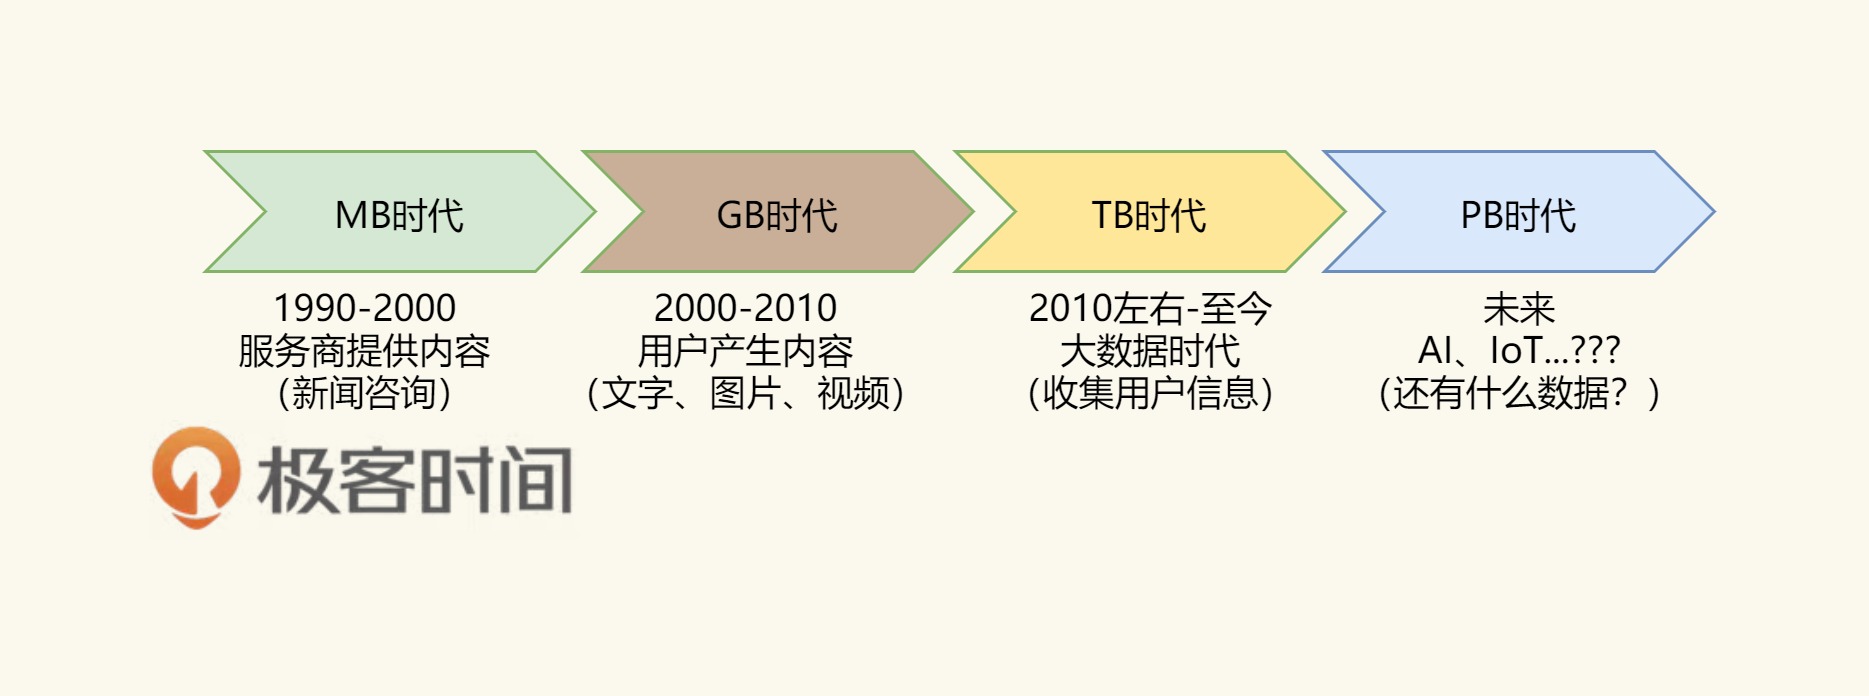 MB时代
GB时代
TB时代
PB时代
1990-2000
服务商提供内容
（新闻咨询）
2000-2010
用户产生内容
（文字、图片、视频）
2010左右-至今
大数据时代
（收集用户信息）
未来
AI、IoT...???
（还有什么数据？）
极客时间